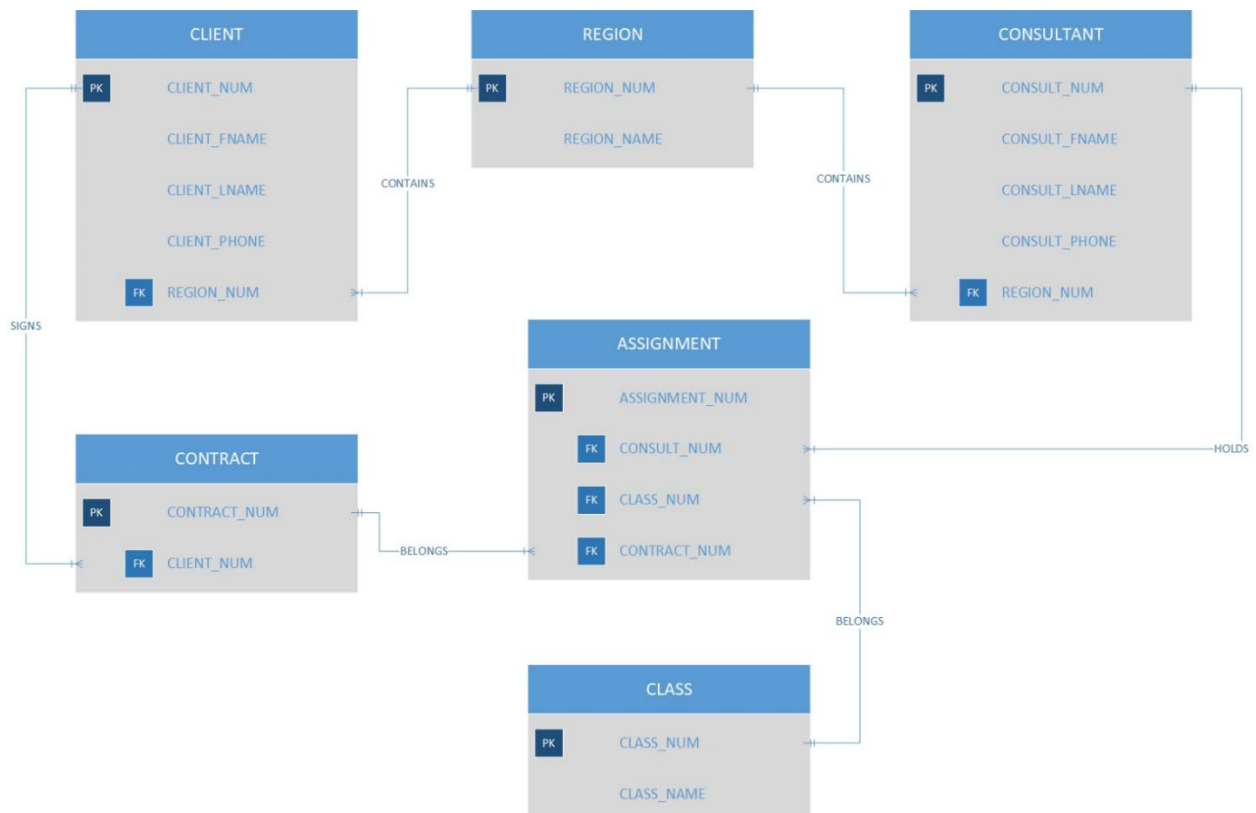 CLIENT
PK CLIENT_NUM
CLIENT_FNAME
CLIENT_LNAME
CLIENT_PHONE
FK REGION_NUM
REGION
PK REGION_NUM
REGION_NAME
CONSULTANT
PK CONSULT_NUM
CONSULT_FNAME
CONSULT_LNAME
CONSULT_PHONE
FK REGION_NUM
CONTAINS
CONTAINS
SIGNS
HOLDS
CONTRACT
PK CONTRACT_NUM
FK CLIENT_NUM
BELONGS
ASSIGNMENT
PK ASSIGNMENT_NUM
FK CONSULT_NUM
FK CLASS_NUM
FK CONTRACT_NUM
BELONGS
CLASS
PK CLASS_NUM
CLASS_NAME